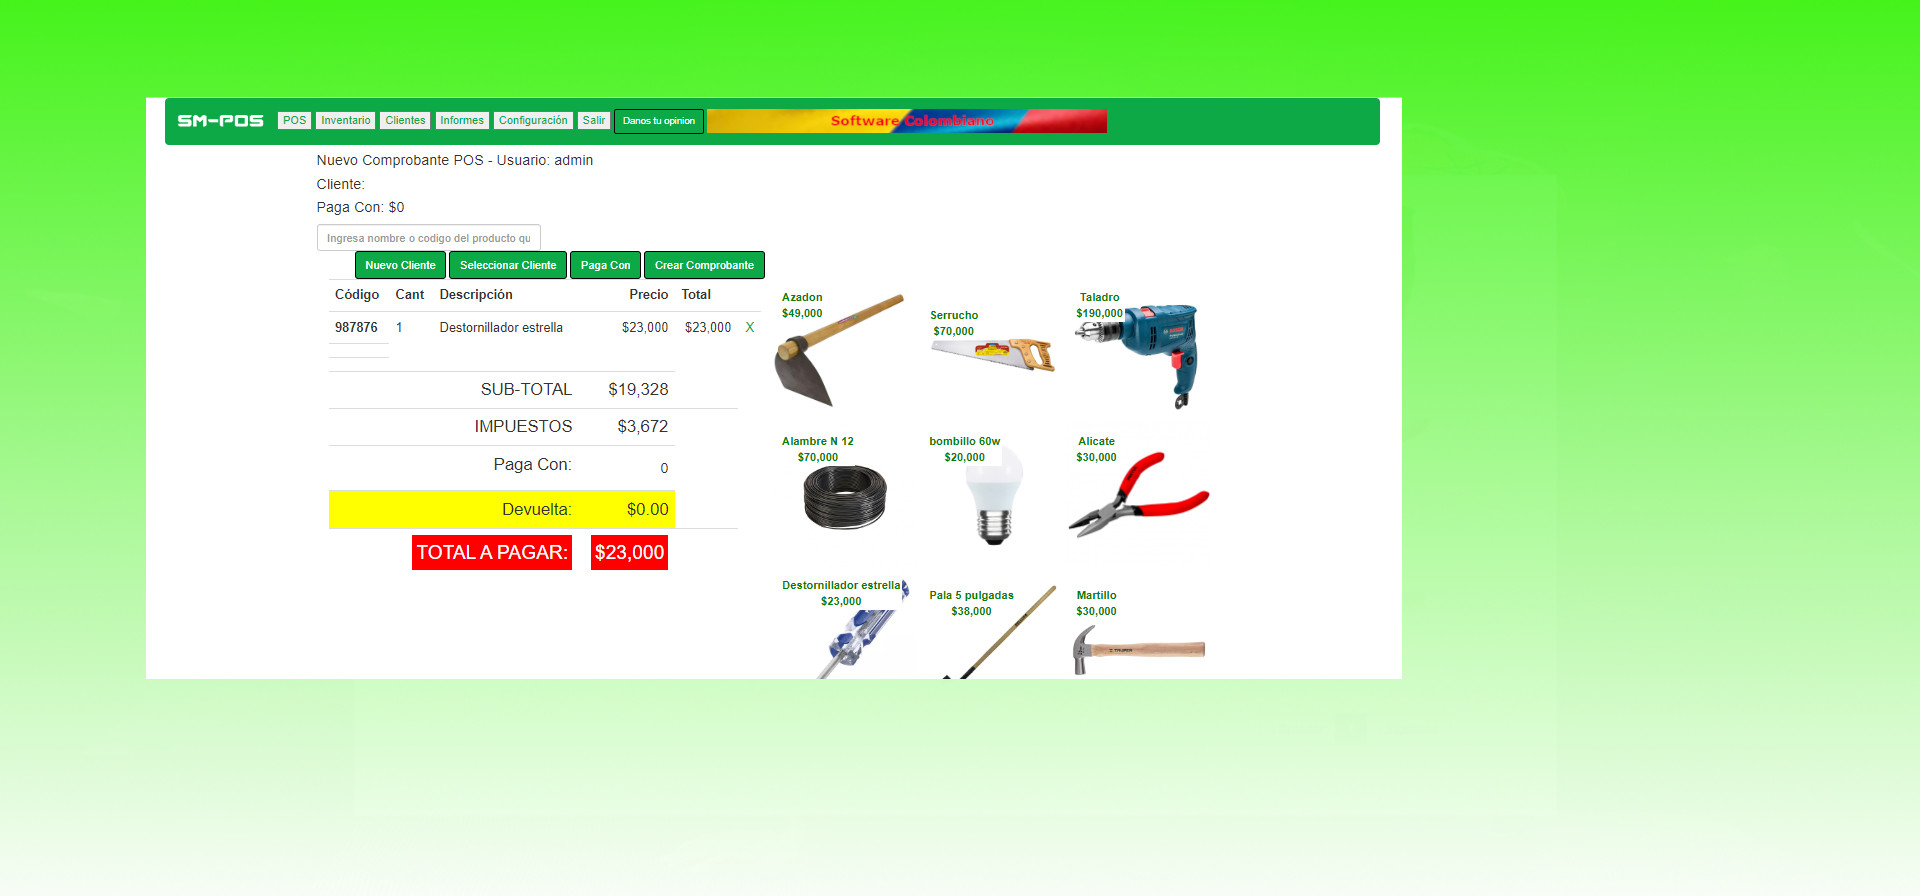 SM-POS POS Inventario Clientes Informes Configuración Salir Danos tu opinion Software Colombiano
Nuevo Comprobante POS - Usuario: admin
Cliente:
Paga Con: $0
Ingresa nombre o codigo del producto qu
Nuevo Cliente Seleccionar Cliente Paga Con Crear Comprobante
Código Cant Descripción Precio Total
987876 1 Destornillador estrella $23,000 $23,000 X
SUB-TOTAL $19,328
IMPUESTOS $3,672
Paga Con: 0
Devuelta: $0.00
TOTAL A PAGAR: $23,000
Azadon
$49,000
Serrucho
$70,000
Taladro
$190,000
Alambre N 12
$70,000
bombillo 60w
$20,000
Alicate
$30,000
Destornillador estrella
$23,000
Pala 5 pulgadas
$38,000
Martillo
$30,000